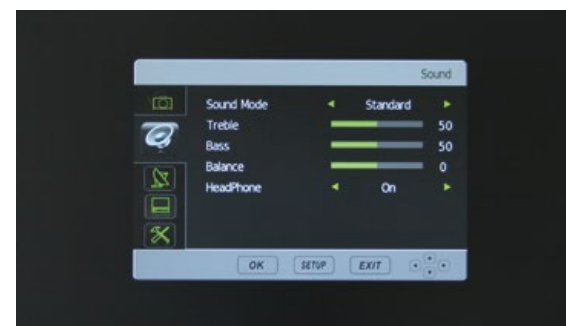 Sound
Sound Mode Standard
Treble 50
Bass 50
Balance 0
HeadPhone On
OK SETUP EXIT